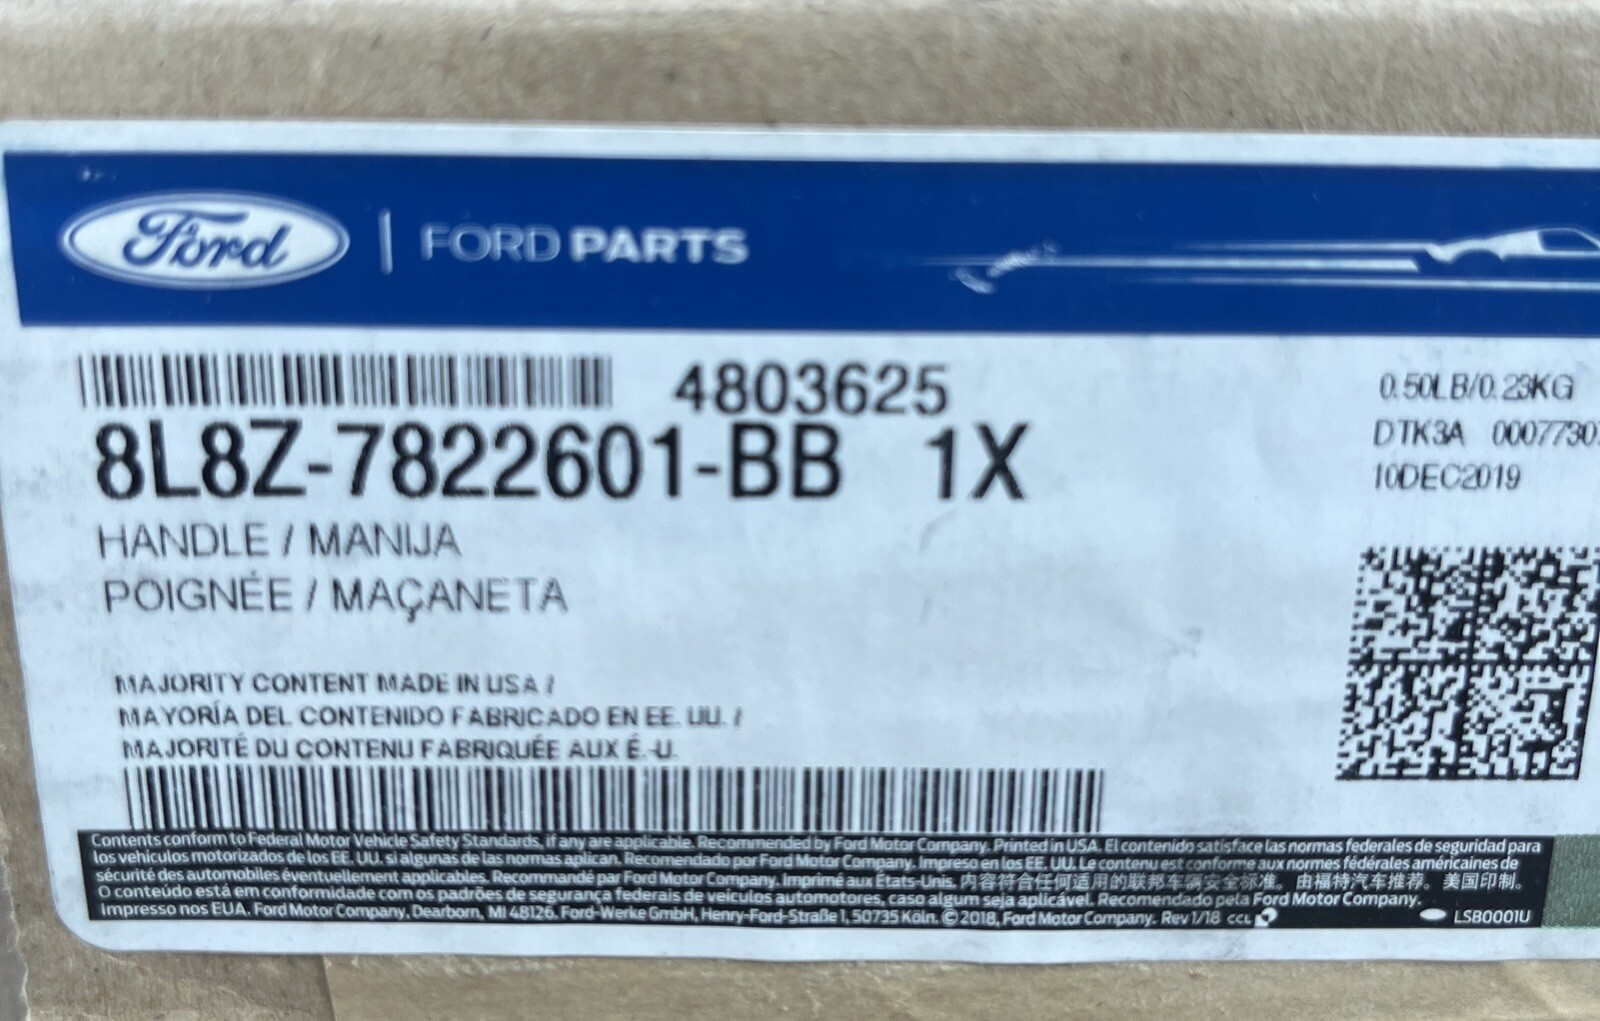 Ford | FORD PARTS
4803625
8L8Z-7822601-BB 1X
HANDLE / MANIJA
POIGNÉE / MAÇANETA
0.50LB/0.23KG
DTK3A 0007730
10DEC2019
MAJORITY CONTENT MADE IN USA /
MAYORÍA DEL CONTENIDO FABRICADO EN EE. UU. /
MAJORITÉ DU CONTENU FABRIQUÉE AUX É.-U.
Contents conform to Federal Motor Vehicle Safety Standards, if any are applicable. Recommended by Ford Motor Company. Printed in USA. El contenido satisface las normas federales de seguridad para
los vehículos motorizados de los EE. UU. si algunas de las normas aplican. Recomendado por Ford Motor Company. Impreso en los EE. UU. Le contenu est conforme aux normes fédérales américaines de
sécurité des automobiles éventuellement applicables. Recommandé par Ford Motor Company. Imprimé aux États-Unis. 内容符合任何适用的联邦车辆安全标准。 由福特汽车推荐。 美国印制。
O conteúdo está em conformidade com os padrões de segurança federais de veículos automotores, caso algum seja aplicável. Recomendado pela Ford Motor Company.
Impresso nos EUA. Ford Motor Company, Dearborn, MI 48126. Ford-Werke GmbH, Henry-Ford-Straße 1, 50735 Köln. © 2018, Ford Motor Company. Rev 1/18 CCL
LSB0001U